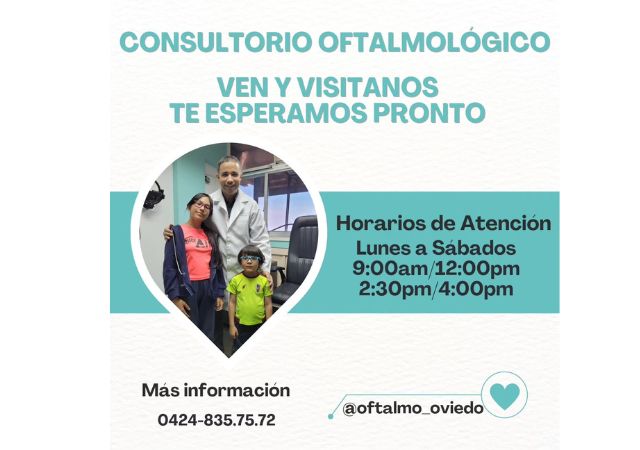 CONSULTORIO OFTALMOLÓGICO
VEN Y VISITANOS
TE ESPERAMOS PRONTO
Horarios de Atención
Lunes a Sábados
9:00am/12:00pm
2:30pm/4:00pm
Más información
0424-835.75.72
@oftalmo_oviedo